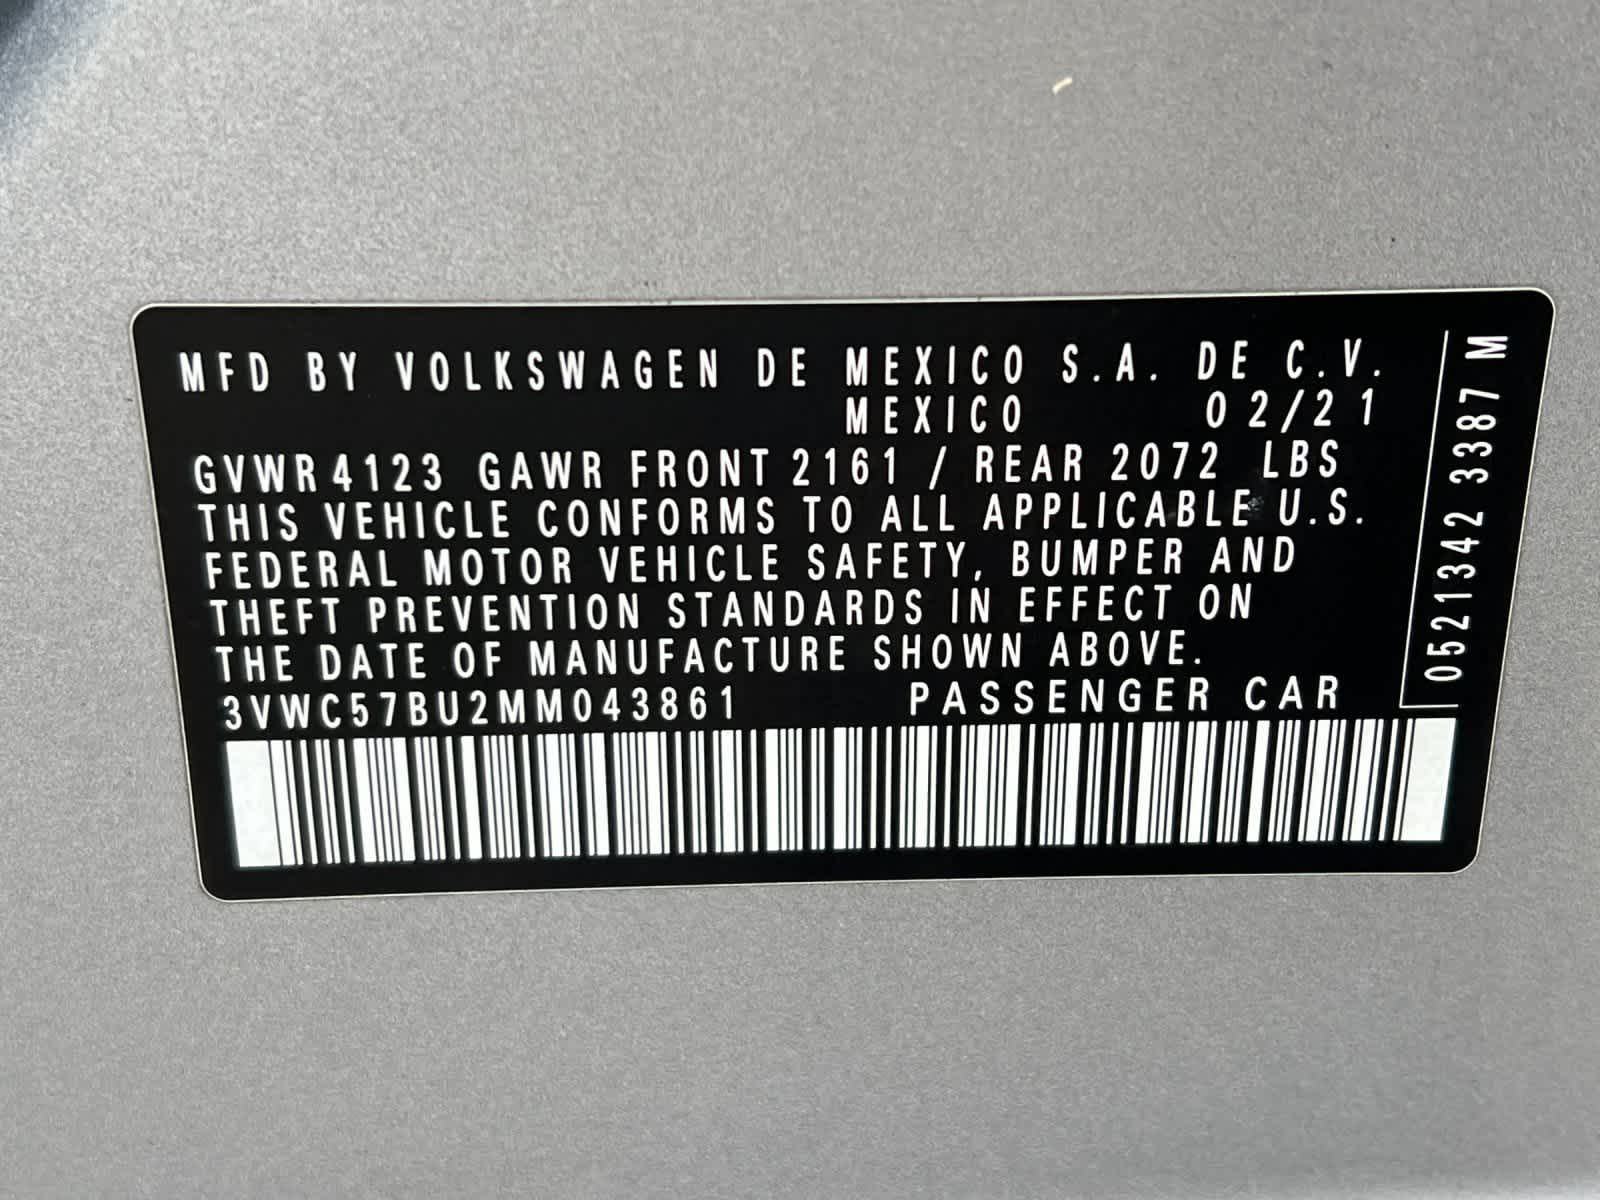 MFD BY VOLKSWAGEN DE MEXICO S.A. DE C.V.
MEXICO 02/21
GVWR 4123 GAWR FRONT 2161 / REAR 2072 LBS
THIS VEHICLE CONFORMS TO ALL APPLICABLE U.S.
FEDERAL MOTOR VEHICLE SAFETY, BUMPER AND
THEFT PREVENTION STANDARDS IN EFFECT ON
THE DATE OF MANUFACTURE SHOWN ABOVE.
3VWC57BU2MM043861 PASSENGER CAR
0521342 3387 M